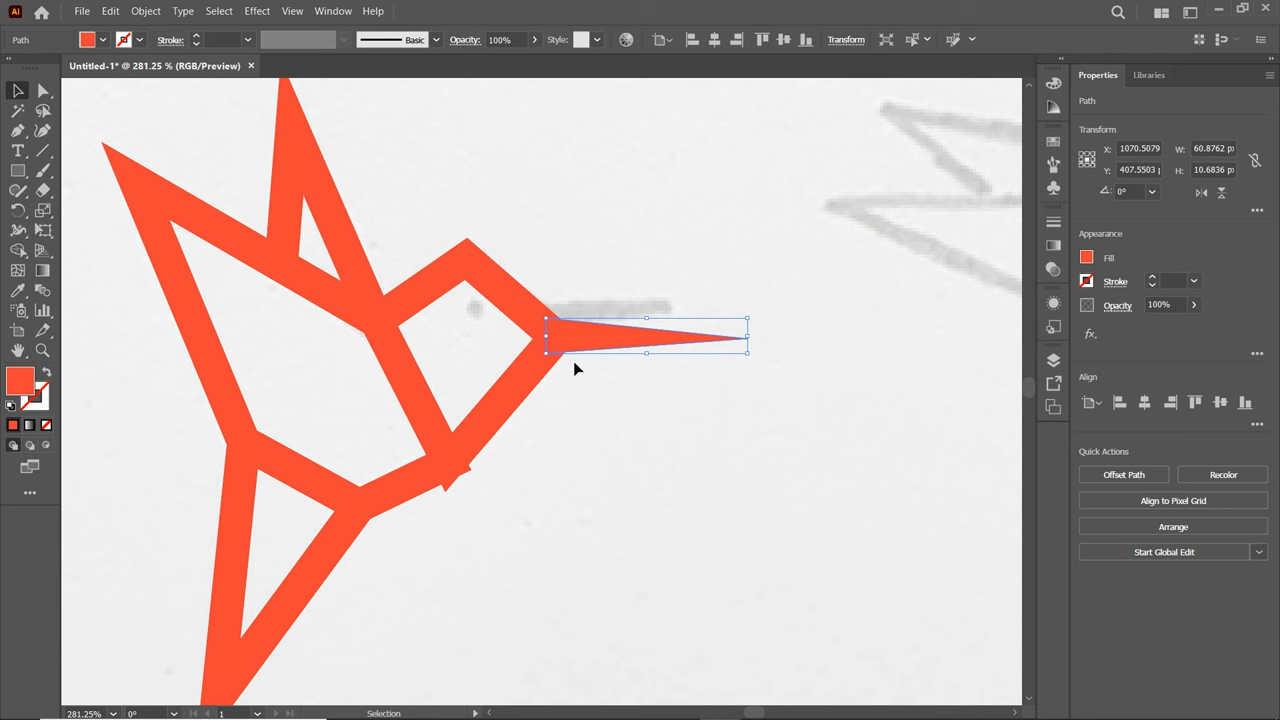 Ai File Edit Object Type Select Effect View Window Help
Path Stroke: Basic Opacity: 100% Style: Transform
Untitled-1* @ 281.25 % (RGB/Preview) ×
Properties Libraries
Path
Transform
X: 1070.5079 W: 60.8762 px
Y: 407.5503 p H: 10.6836 px
0°
Appearance
Fill
Stroke
Opacity 100%
fx.
Align
Quick Actions
Offset Path Recolor
Align to Pixel Grid
Arrange
Start Global Edit
281.25% 0° 1 Selection